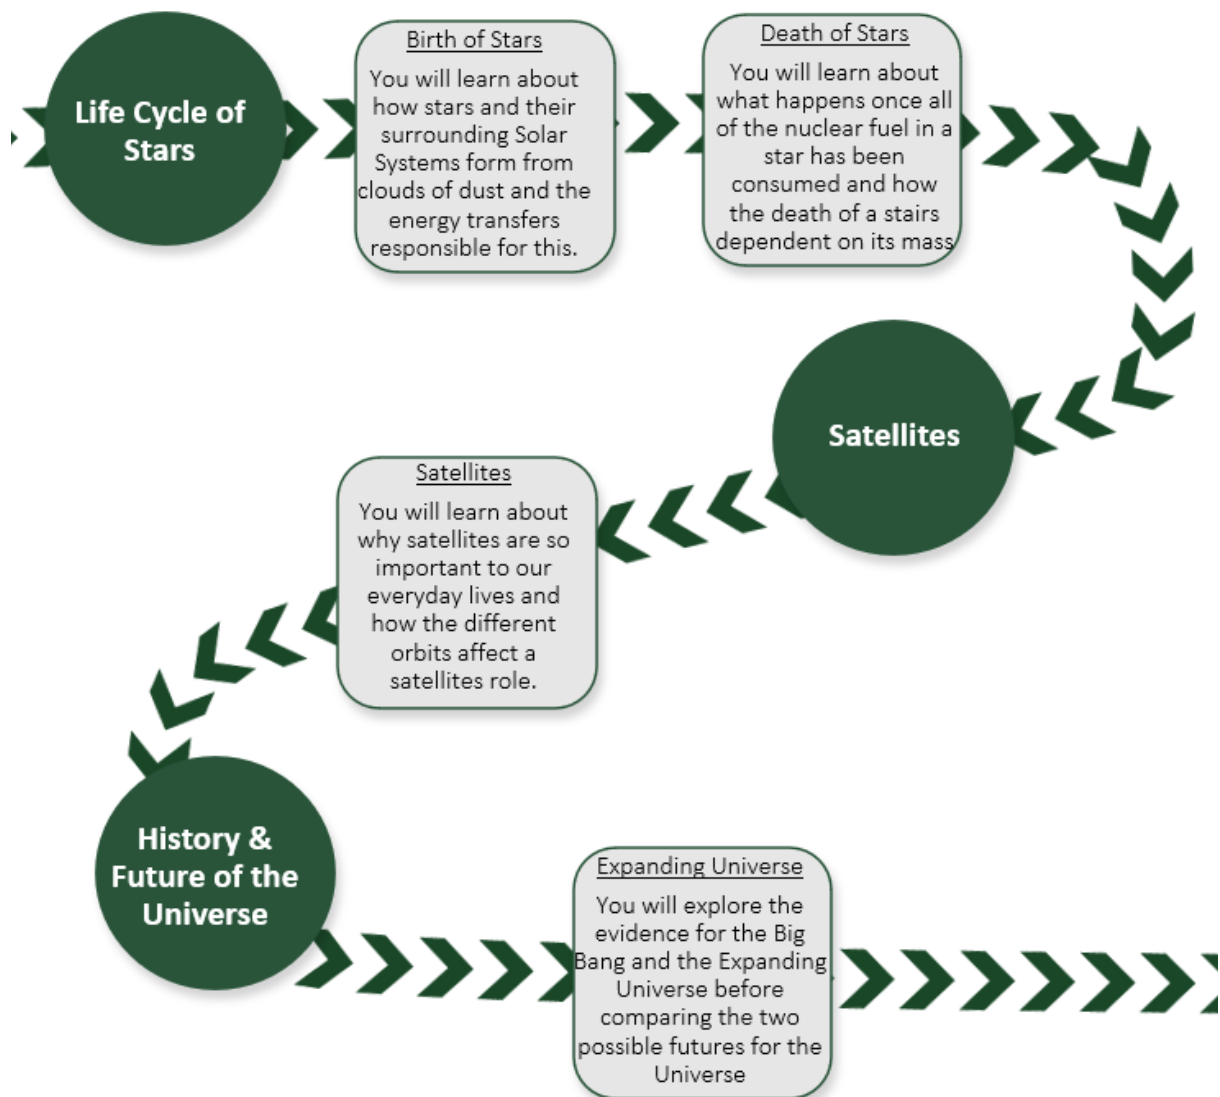 Life Cycle of
Stars
Birth of Stars
You will learn about
how stars and their
surrounding Solar
Systems form from
clouds of dust and the
energy transfers
responsible for this.
Death of Stars
You will learn about
what happens once all
of the nuclear fuel in a
star has been
consumed and how
the death of a stairs
dependent on its mass
Satellites
Satellites
You will learn about
why satellites are so
important to our
everyday lives and
how the different
orbits affect a
satellites role.
History &
Future of the
Universe
Expanding Universe
You will explore the
evidence for the Big
Bang and the Expanding
Universe before
comparing the two
possible futures for the
Universe